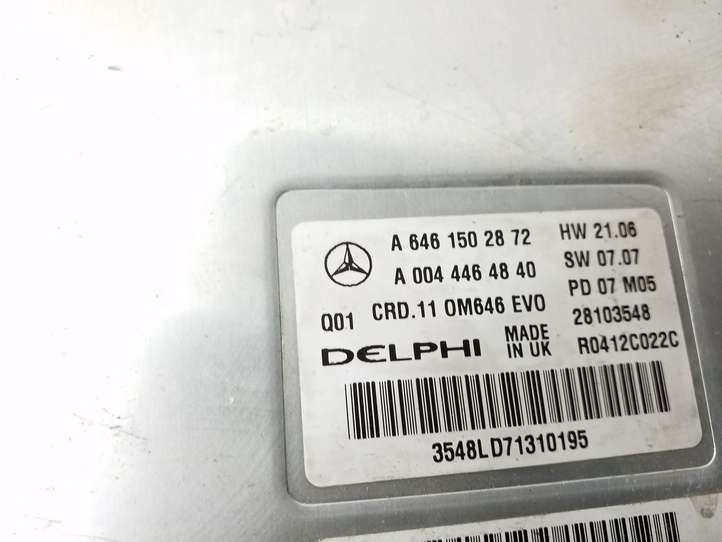 A 646 150 28 72 HW 21.06
A 004 446 48 40 SW 07.07
Q01 CRD.11 OM646 EVO PD 07 M05
DELPHI MADE IN UK 28103548
R0412C022C
3548LD71310195